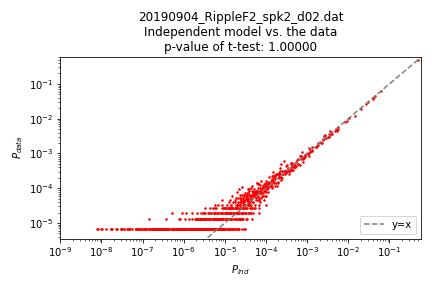 20190904_RippleF2_spk2_d02.dat
Independent model vs. the data
p-value of t-test: 1.00000
P_data
10⁻¹
10⁻²
10⁻³
10⁻⁴
10⁻⁵
y=x
10⁻⁹ 10⁻⁸ 10⁻⁷ 10⁻⁶ 10⁻⁵ 10⁻⁴ 10⁻³ 10⁻² 10⁻¹
P_ind